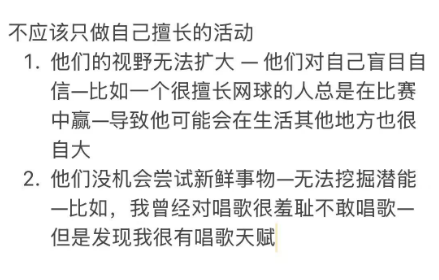 不应该只做自己擅长的活动
1. 他们的视野无法扩大 — 他们对自己盲目自
信—比如一个很擅长网球的人总是在比赛
中赢—导致他可能会在生活其他地方也很
自大
2. 他们没机会尝试新鲜事物—无法挖掘潜能
—比如，我曾经对唱歌很羞耻不敢唱歌—
但是发现我很有唱歌天赋